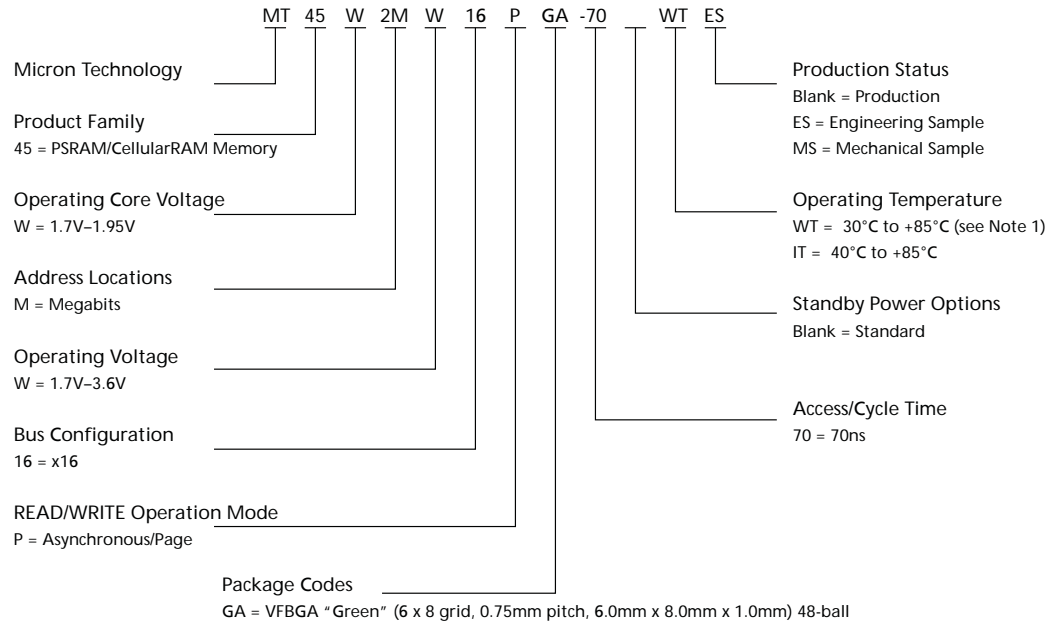 MT 45 W 2M W 16 P GA -70 WT ES
Micron Technology
Product Family
45 = PSRAM/CellularRAM Memory
Operating Core Voltage
W = 1.7V–1.95V
Address Locations
M = Megabits
Operating Voltage
W = 1.7V–3.6V
Bus Configuration
16 = x16
READ/WRITE Operation Mode
P = Asynchronous/Page
Package Codes
GA = VFBGA "Green" (6 x 8 grid, 0.75mm pitch, 6.0mm x 8.0mm x 1.0mm) 48-ball
Production Status
Blank = Production
ES = Engineering Sample
MS = Mechanical Sample
Operating Temperature
WT = 30°C to +85°C (see Note 1)
IT = 40°C to +85°C
Standby Power Options
Blank = Standard
Access/Cycle Time
70 = 70ns